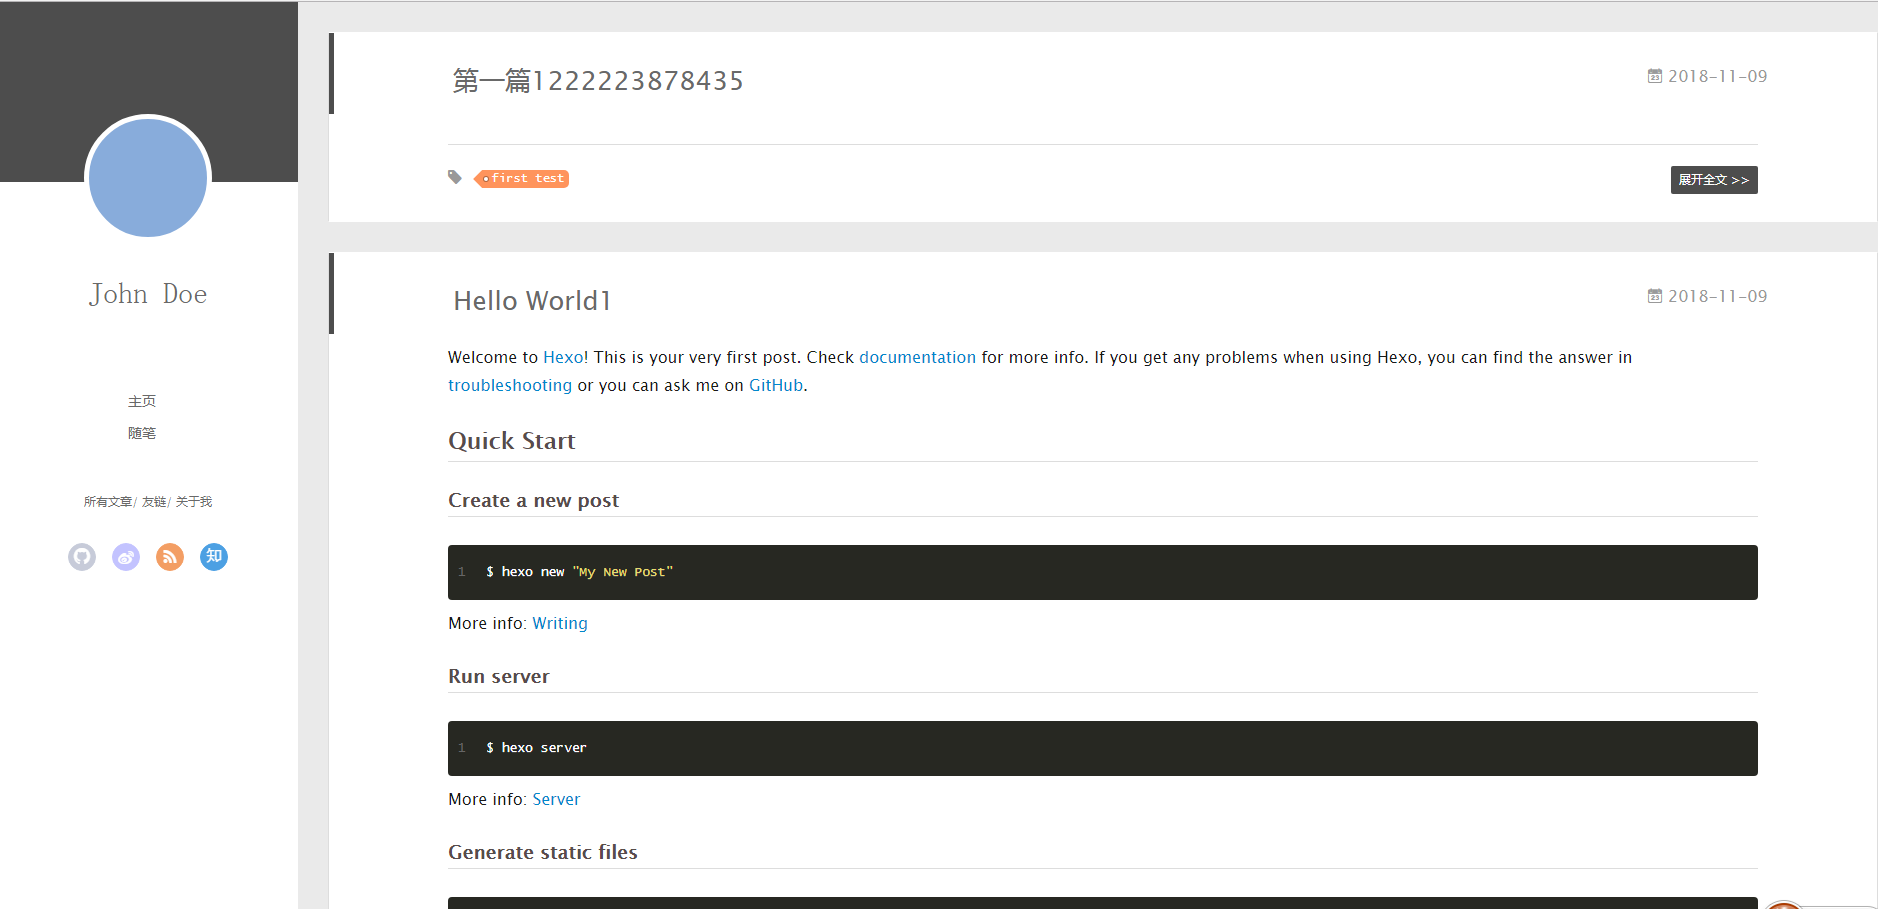 John Doe
主页
随笔
所有文章/ 友链/ 关于我
知
第一篇1222223878435
2018-11-09
first test
展开全文 >>
Hello World1
2018-11-09
Welcome to Hexo! This is your very first post. Check documentation for more info. If you get any problems when using Hexo, you can find the answer in
troubleshooting or you can ask me on GitHub.
Quick Start
Create a new post
1 $ hexo new "My New Post"
More info: Writing
Run server
1 $ hexo server
More info: Server
Generate static files